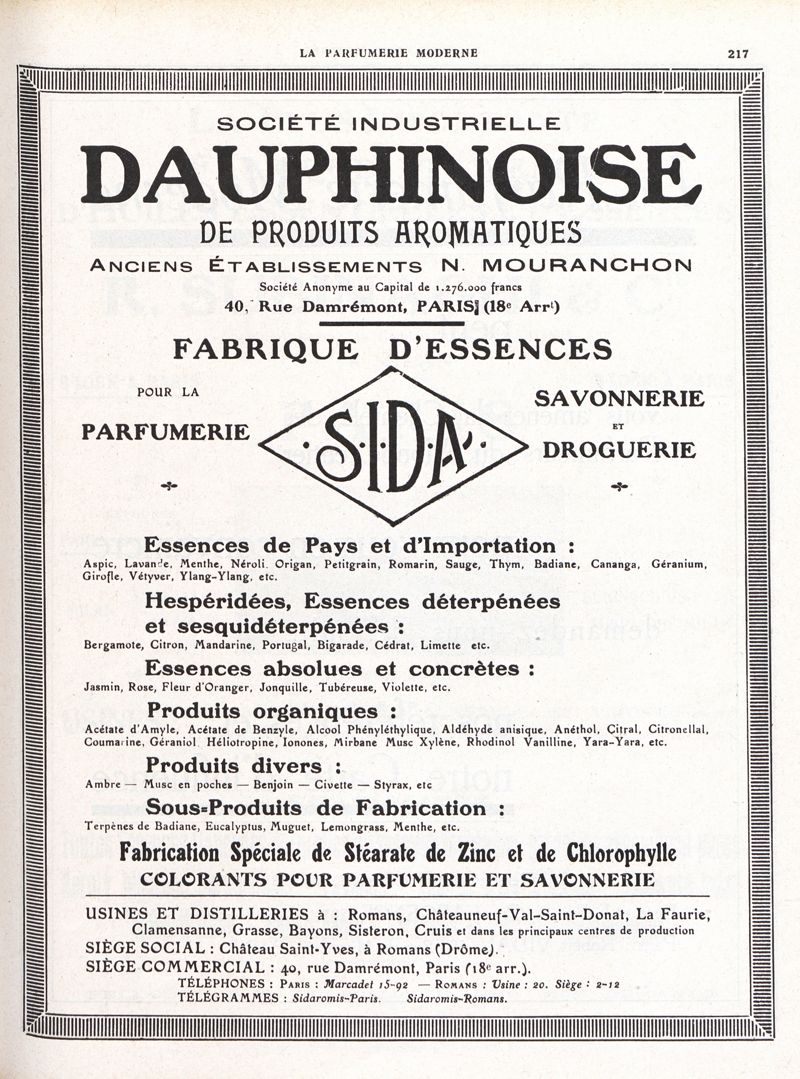 LA PARFUMERIE MODERNE
217
SOCIÉTÉ INDUSTRIELLE
DAUPHINOISE
DE PRODUITS AROMATIQUES
ANCIENS ÉTABLISSEMENTS N. MOURANCHON
Société Anonyme au Capital de 1.276.000 francs
40, Rue Damrémont, PARIS (18e Arrt)
FABRIQUE D'ESSENCES
POUR LA
PARFUMERIE
S.I.D.A.
SAVONNERIE
ET
DROGUERIE
Essences de Pays et d'Importation :
Aspic, Lavande, Menthe, Néroli. Origan, Petitgrain, Romarin, Sauge, Thym, Badiane, Cananga, Géranium,
Girofle, Vétyver, Ylang-Ylang, etc.
Hespéridées, Essences déterpénées
et sesquidéterpénées :
Bergamote, Citron, Mandarine, Portugal, Bigarade, Cédrat, Limette etc.
Essences absolues et concrètes :
Jasmin, Rose, Fleur d'Oranger, Jonquille, Tubéreuse, Violette, etc.
Produits organiques :
Acétate d'Amyle, Acétate de Benzyle, Alcool Phényléthylique, Aldéhyde anisique, Anéthol, Citral, Citronellal,
Coumarine, Géraniol. Héliotropine, Ionones, Mirbane Musc Xylène, Rhodinol Vanilline, Yara-Yara, etc.
Produits divers :
Ambre — Musc en poches — Benjoin — Civette — Styrax, etc
Sous-Produits de Fabrication :
Terpènes de Badiane, Eucalyptus, Muguet, Lemongrass, Menthe, etc.
Fabrication Spéciale de Stéarate de Zinc et de Chlorophylle
COLORANTS POUR PARFUMERIE ET SAVONNERIE
USINES ET DISTILLERIES à : Romans, Châteauneuf-Val-Saint-Donat, La Faurie,
Clamensanne, Grasse, Bayons, Sisteron, Cruis et dans les principaux centres de production
SIÈGE SOCIAL : Château Saint-Yves, à Romans (Drôme).
SIÈGE COMMERCIAL : 40, rue Damrémont, Paris (18e arr.).
TÉLÉPHONES : PARIS : Marcadet 15-92 — ROMANS : Usine : 20. Siège : 2-12
TÉLÉGRAMMES : Sidaromis-Paris. Sidaromis-Romans.